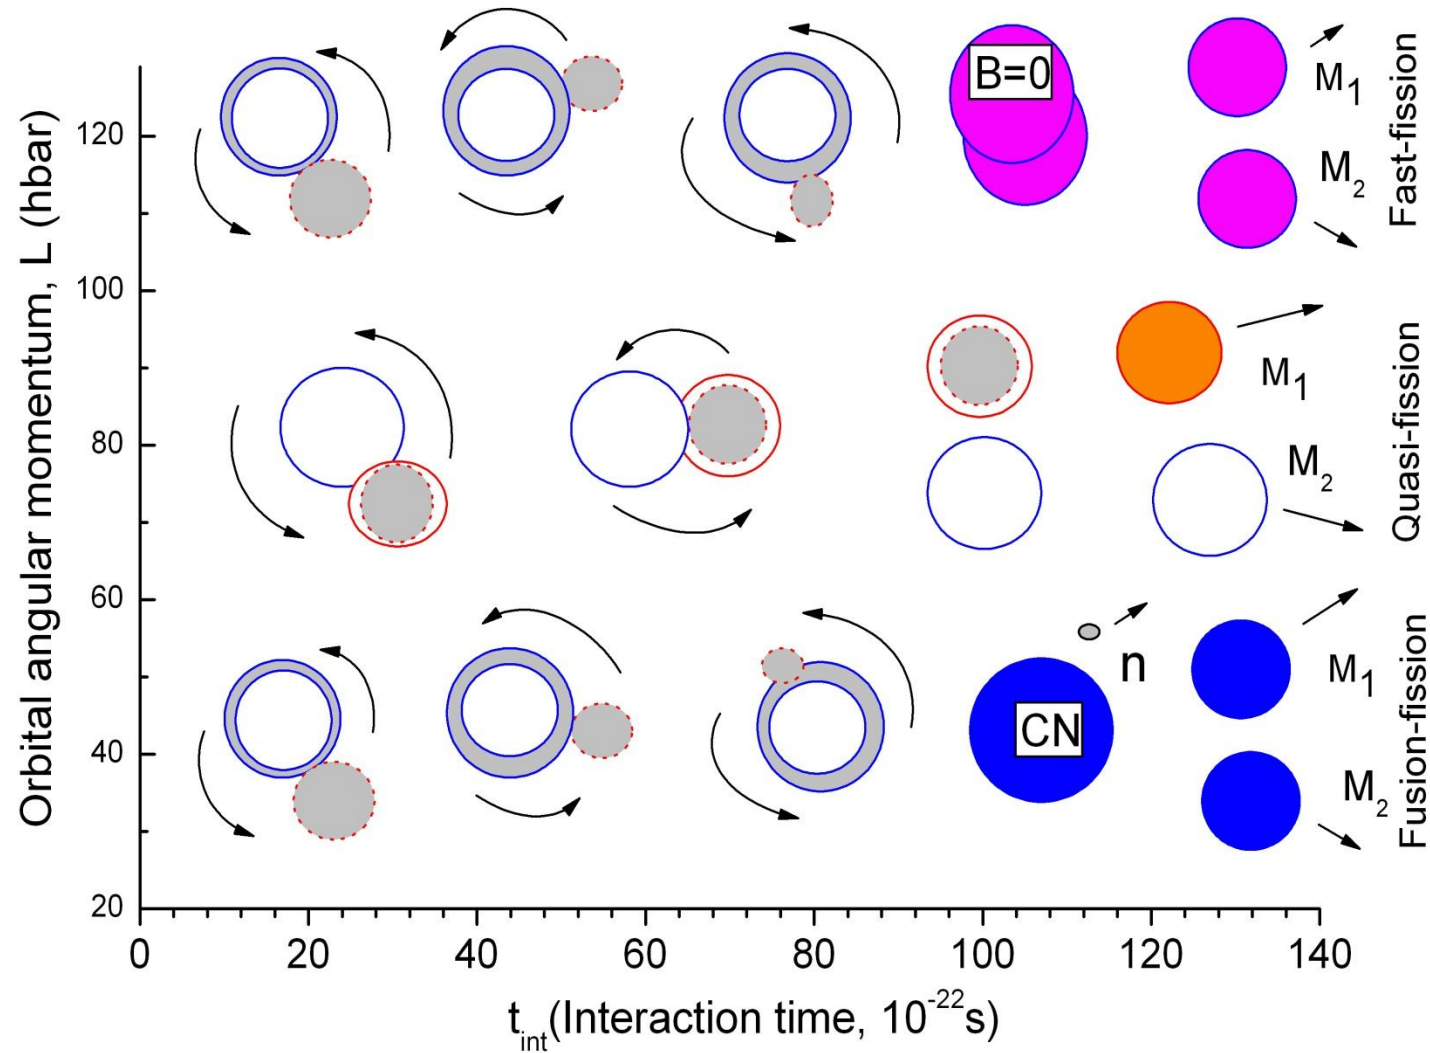 Orbital angular momentum, L (hbar)
120
100
80
60
40
20
0 20 40 60 80 100 120 140
t_int(Interaction time, 10^-22s)
B=0
M1
M2
Fast-fission
M1
M2
Quasi-fission
n
CN
M1
M2
Fusion-fission